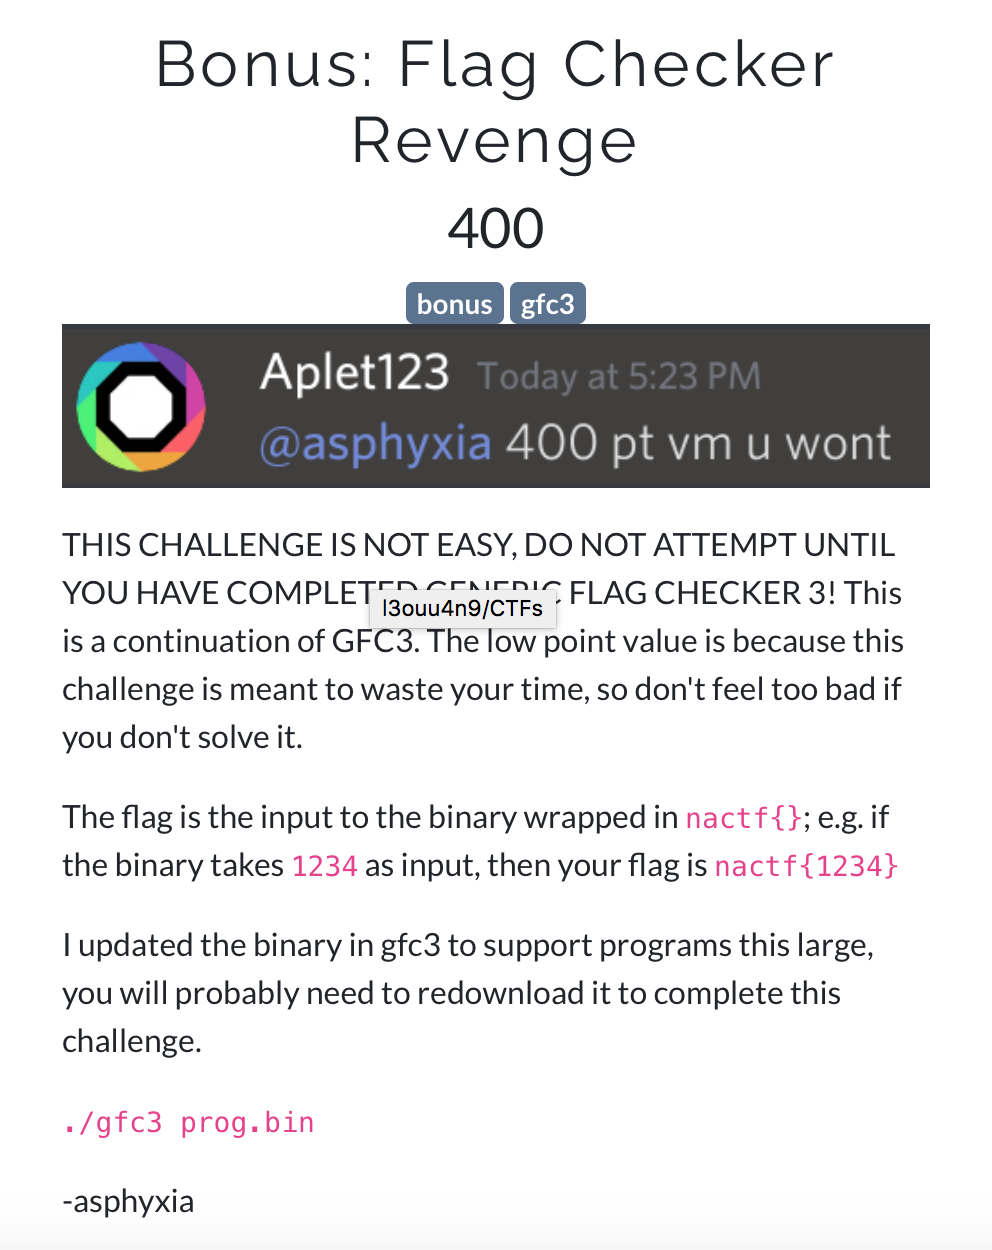 Bonus: Flag Checker
Revenge
400
bonus gfc3
Aplet123 Today at 5:23 PM
@asphyxia 400 pt vm u wont
THIS CHALLENGE IS NOT EASY, DO NOT ATTEMPT UNTIL
YOU HAVE COMPLETED GENERIC FLAG CHECKER 3! This
l3ouu4n9/CTFs
is a continuation of GFC3. The low point value is because this
challenge is meant to waste your time, so don't feel too bad if
you don't solve it.
The flag is the input to the binary wrapped in nactf{}; e.g. if
the binary takes 1234 as input, then your flag is nactf{1234}
I updated the binary in gfc3 to support programs this large,
you will probably need to redownload it to complete this
challenge.
./gfc3 prog.bin
-asphyxia